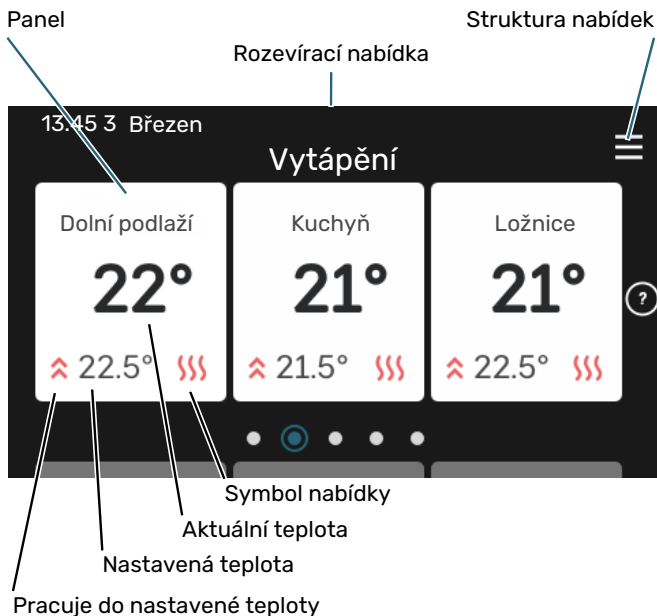 Panel
Struktura nabídek
Rozevírací nabídka
13.45 3 Březen
Vytápění
Dolní podlaží
Kuchyň
Ložnice
22°
21°
21°
?
22.5°
21.5°
22.5°
Symbol nabídky
Aktuální teplota
Nastavená teplota
Pracuje do nastavené teploty